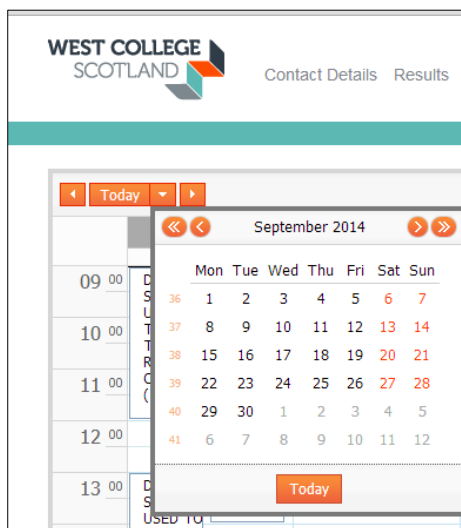 WEST COLLEGE
SCOTLAND
Contact Details Results
Today
September 2014
Mon Tue Wed Thu Fri Sat Sun
36 1 2 3 4 5 6 7
37 8 9 10 11 12 13 14
38 15 16 17 18 19 20 21
39 22 23 24 25 26 27 28
40 29 30 1 2 3 4 5
41 6 7 8 9 10 11 12
Today
09 00
D
S
U
10 00
T
T
R
11 00
C
(
12 00
13 00
D
S
USED TO